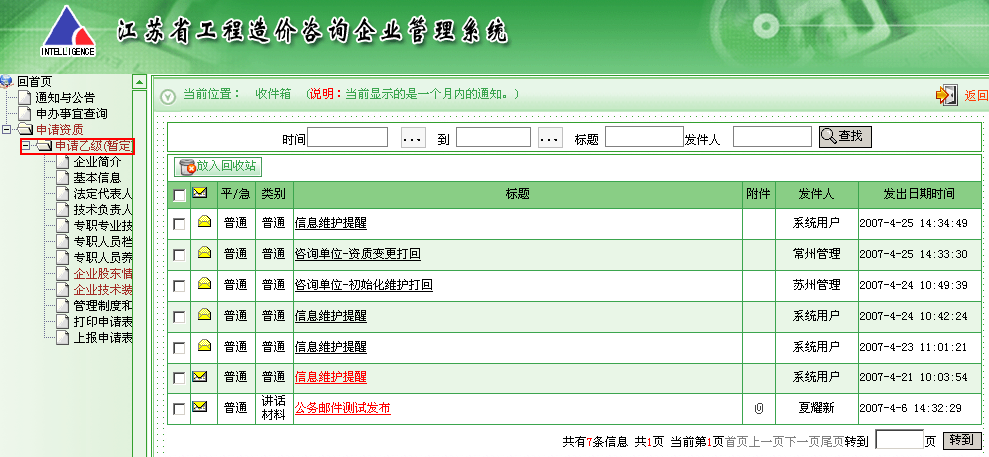 INTELLIGENCE
江苏省工程造价咨询企业管理系统
回首页
通知与公告
申办事宜查询
申请资质
申请乙级(暂定)
企业简介
基本信息
法定代表人
技术负责人
专职专业技
专职人员档
专职人员养
企业股东情
企业技术装
管理制度和
打印申请表
上报申请表
当前位置： 收件箱 （说明：当前显示的是一个月内的通知。）
返回
时间 ... 到 ... 标题 发件人 查找
放入回收站
平/急 类别 标题 附件 发件人 发出日期时间
普通 普通 信息维护提醒 系统用户 2007-4-25 14:34:49
普通 普通 咨询单位-资质变更打回 常州管理 2007-4-25 14:33:30
普通 普通 咨询单位-初始化维护打回 苏州管理 2007-4-24 10:49:39
普通 普通 信息维护提醒 系统用户 2007-4-24 10:42:24
普通 普通 信息维护提醒 系统用户 2007-4-23 11:01:21
普通 普通 信息维护提醒 系统用户 2007-4-21 10:03:54
普通 讲话材料 公务邮件测试发布 夏耀新 2007-4-6 14:32:29
共有7条信息 共1页 当前第1页首页上一页下一页尾页转到 页 转到